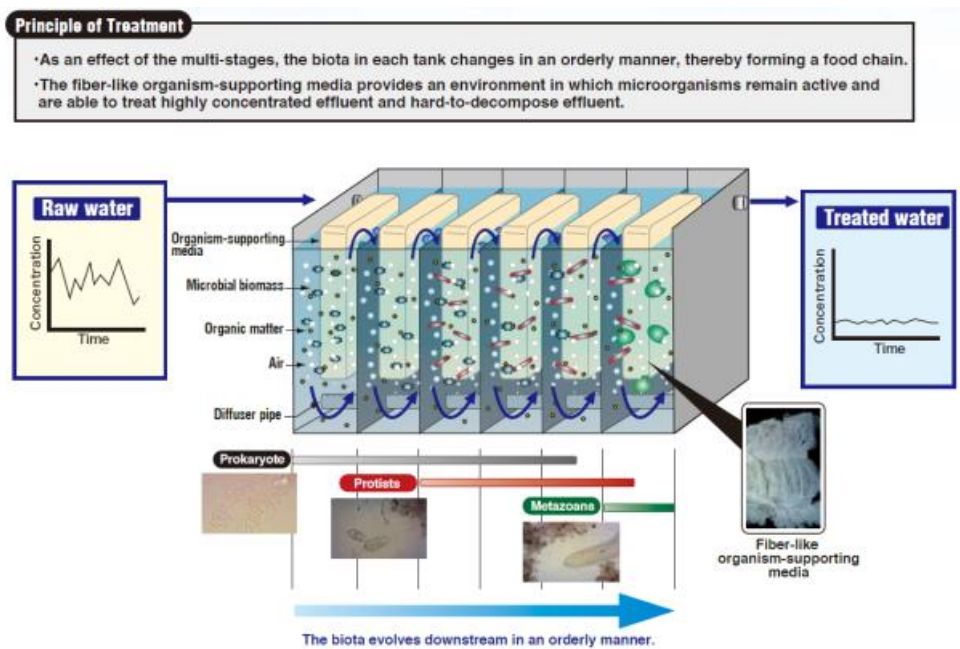 Principle of Treatment
・As an effect of the multi-stages, the biota in each tank changes in an orderly manner, thereby forming a food chain.
・The fiber-like organism-supporting media provides an environment in which microorganisms remain active and
are able to treat highly concentrated effluent and hard-to-decompose effluent.
Raw water
Concentration
Time
Organism-supporting
media
Microbial biomass
Organic matter
Air
Diffuser pipe
Treated water
Concentration
Time
Prokaryote
Protists
Metazoans
Fiber-like
organism-supporting
media
The biota evolves downstream in an orderly manner.